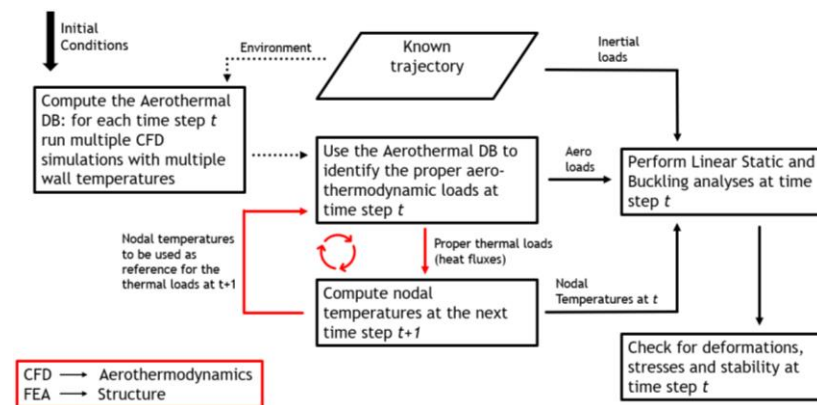 Initial
Conditions
Environment
Known
trajectory
Inertial
loads
Compute the Aerothermal
DB: for each time step t
run multiple CFD
simulations with multiple
wall temperatures
Use the Aerothermal DB to
identify the proper aero-
thermodynamic loads at
time step t
Aero
loads
Perform Linear Static and
Buckling analyses at time
step t
Nodal temperatures
to be used as
reference for the
thermal loads at t+1
Proper thermal loads
(heat fluxes)
Compute nodal
temperatures at the next
time step t+1
Nodal
Temperatures at t
Check for deformations,
stresses and stability at
time step t
CFD → Aerothermodynamics
FEA → Structure